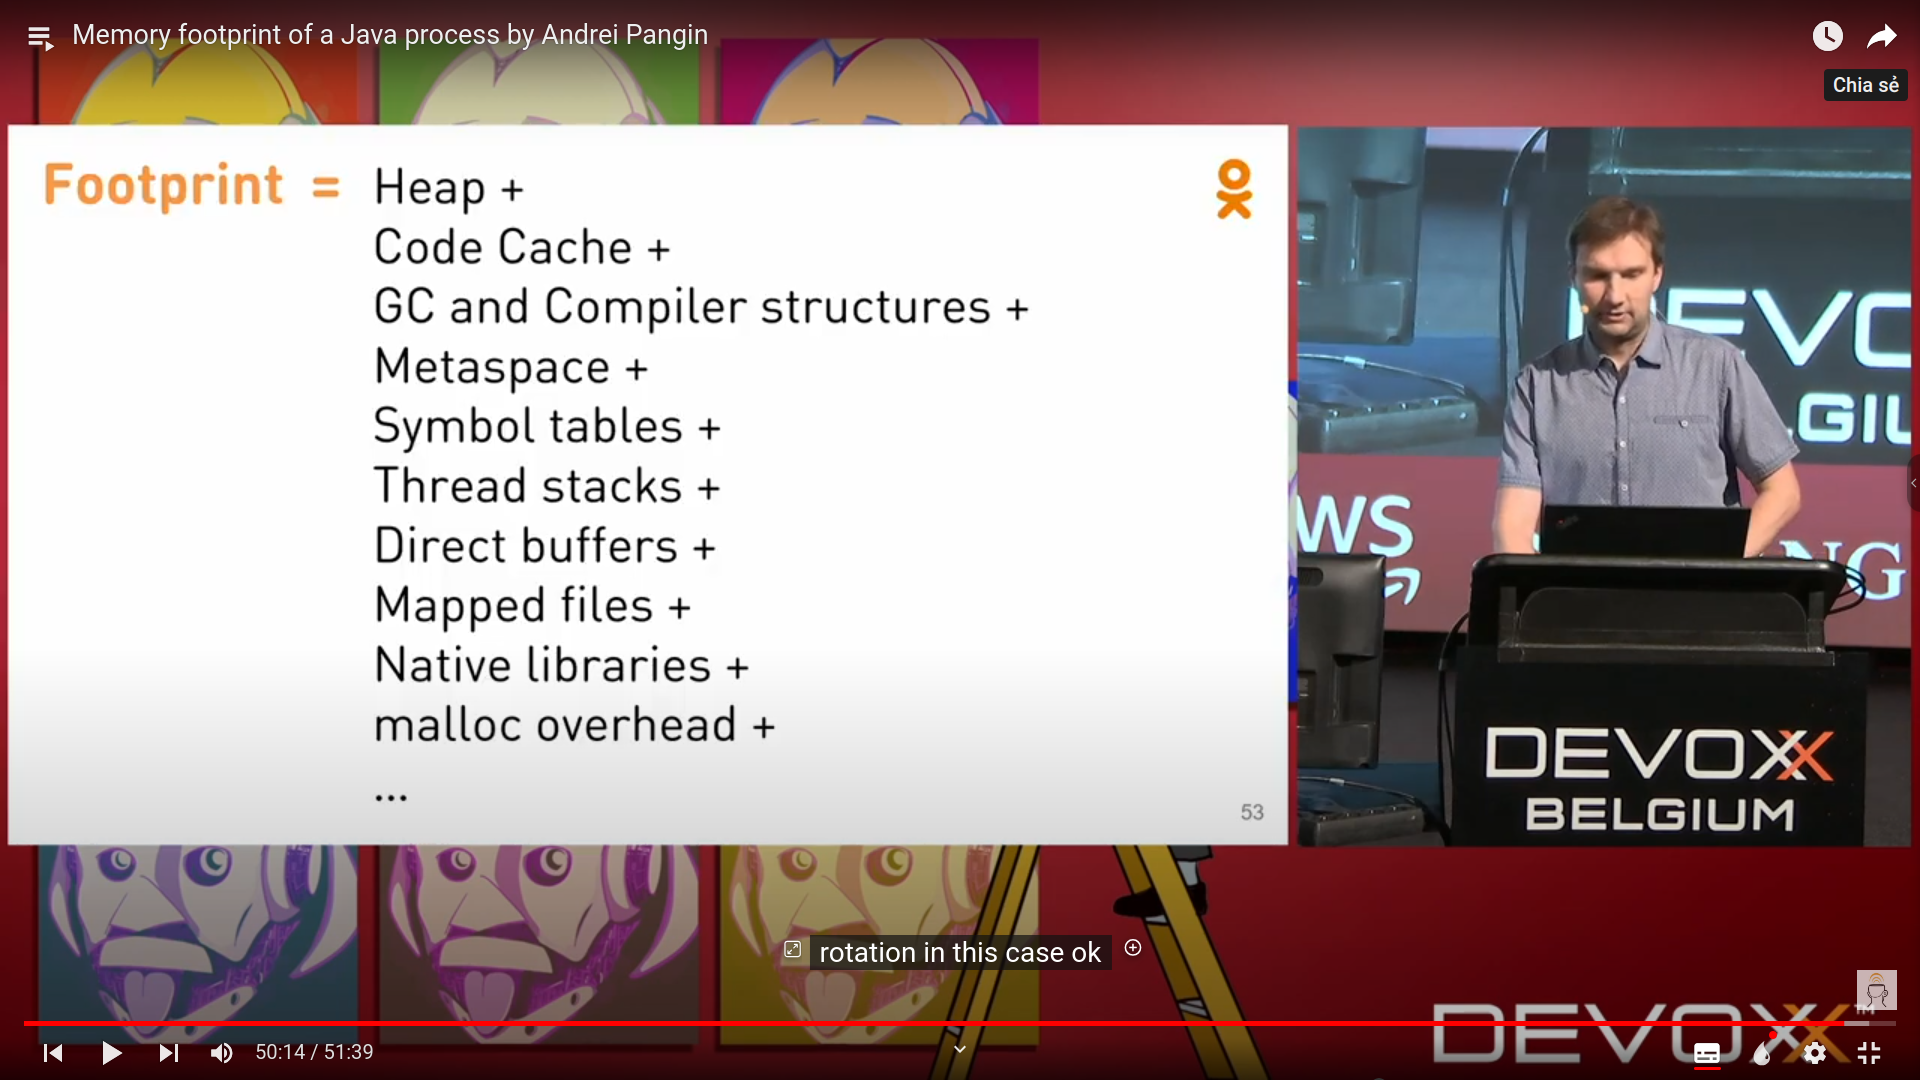 Memory footprint of a Java process by Andrei Pangin
Chia sẻ
Footprint = Heap +
Code Cache +
GC and Compiler structures +
Metaspace +
Symbol tables +
Thread stacks +
Direct buffers +
Mapped files +
Native libraries +
malloc overhead +
...
53
DEVOXX
BELGIUM
rotation in this case ok
DEVOXX™
50:14 / 51:39